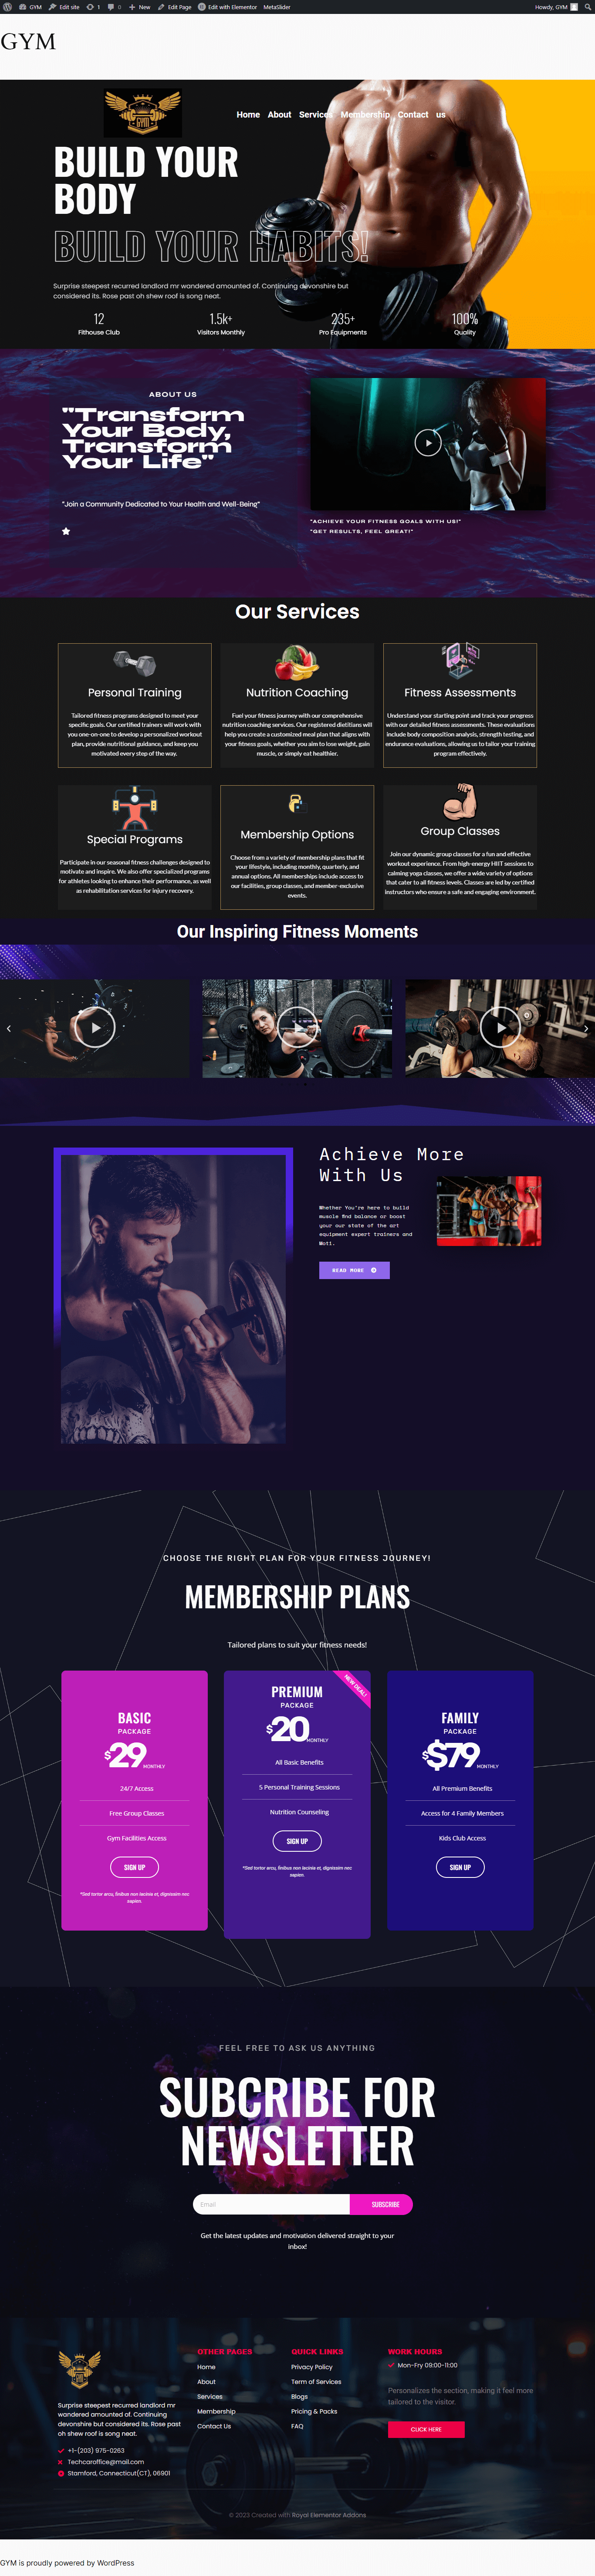 GYM Edit site 1 0 New Edit Page Edit with Elementor MetaSlider Howdy, GYM
GYM
GYM
Home About Services Membership Contact us
BUILD YOUR
BODY
BUILD YOUR HABITS!
Surprise steepest recurred landlord mr wandered amounted of. Continuing devonshire but
considered its. Rose past oh shew roof is song neat.
12 1.5k+ 235+ 100%
Fithouse Club Visitors Monthly Pro Equipments Quality
ABOUT US
"Transform
Your Body,
Transform
Your Life"
"Join a Community Dedicated to Your Health and Well-Being"
"ACHIEVE YOUR FITNESS GOALS WITH US!"
"GET RESULTS, FEEL GREAT!"
Our Services
Personal Training
Tailored fitness programs designed to meet your
specific goals. Our certified trainers will work with
you one-on-one to develop a personalized workout
plan, provide nutritional guidance, and keep you
motivated every step of the way.
Nutrition Coaching
Fuel your fitness journey with our comprehensive
nutrition coaching services. Our registered dietitians will
help you create a customized meal plan that aligns with
your fitness goals, whether you aim to lose weight, gain
muscle, or simply eat healthier.
Fitness Assessments
Understand your starting point and track your progress
with our detailed fitness assessments. These evaluations
include body composition analysis, strength testing, and
endurance evaluations, allowing us to tailor your training
program effectively.
Special Programs
Participate in our seasonal fitness challenges designed to
motivate and inspire. We also offer specialized programs
for athletes looking to enhance their performance, as well
as rehabilitation services for injury recovery.
Membership Options
Choose from a variety of membership plans that fit
your lifestyle, including monthly, quarterly, and
annual options. All memberships include access to
our facilities, group classes, and member-exclusive
events.
Group Classes
Join our dynamic group classes for a fun and effective
workout experience. From high-energy HIIT sessions to
calming yoga classes, we offer a wide variety of options
that cater to all fitness levels. Classes are led by certified
instructors who ensure a safe and engaging environment.
Our Inspiring Fitness Moments
Achieve More
With Us
Whether You're here to build
muscle find balance or boost
your our state of the art
squipment expert trainers and
Moti.
READ MORE
CHOOSE THE RIGHT PLAN FOR YOUR FITNESS JOURNEY!
MEMBERSHIP PLANS
Tailored plans to suit your fitness needs!
BASIC
PACKAGE
$29 MONTHLY
24/7 Access
Free Group Classes
Gym Facilities Access
SIGN UP
*Sed tortor arcu, finibus non lacinia et, dignissim nec
sapien.
NEW DEAL!
PREMIUM
PACKAGE
$20 MONTHLY
All Basic Benefits
5 Personal Training Sessions
Nutrition Counseling
SIGN UP
*Sed tortor arcu, finibus non lacinia et, dignissim nec
sapien.
FAMILY
PACKAGE
$$79 MONTHLY
All Premium Benefits
Access for 4 Family Members
Kids Club Access
SIGN UP
FEEL FREE TO ASK US ANYTHING
SUBCRIBE FOR
NEWSLETTER
Email SUBSCRIBE
Get the latest updates and motivation delivered straight to your
inbox!
Surprise steepest recurred landlord mr
wandered amounted of. Continuing
devonshire but considered its. Rose past
oh shew roof is song neat.
+1-(203) 975-0263
Techcaroffice@mail.com
Stamford, Connecticut(CT), 06901
OTHER PAGES
Home
About
Services
Membership
Contact Us
QUICK LINKS
Privacy Policy
Term of Services
Blogs
Pricing & Packs
FAQ
WORK HOURS
Mon-Fry 09:00-11:00
Personalizes the section, making it feel more
tailored to the visitor.
CLICK HERE
© 2023 Created with Royal Elementor Addons
GYM is proudly powered by WordPress